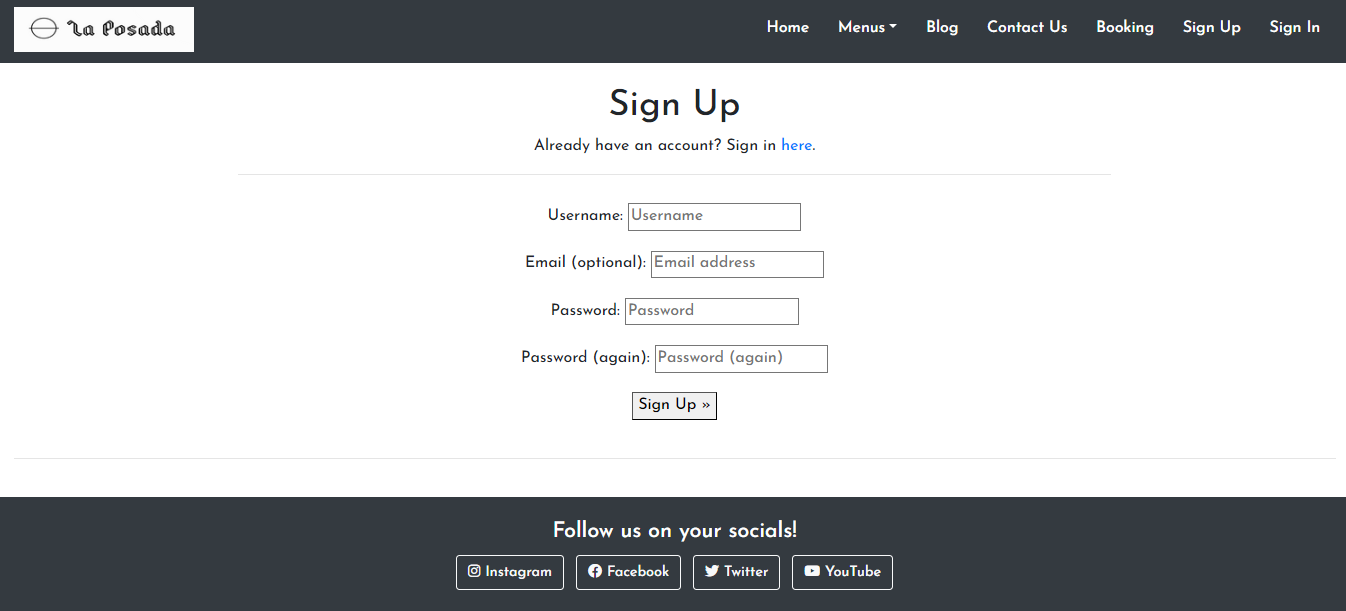 La Posada
Home Menus Blog Contact Us Booking Sign Up Sign In
Sign Up
Already have an account? Sign in here.
Username: Username
Email (optional): Email address
Password: Password
Password (again): Password (again)
Sign Up »
Follow us on your socials!
Instagram Facebook Twitter YouTube